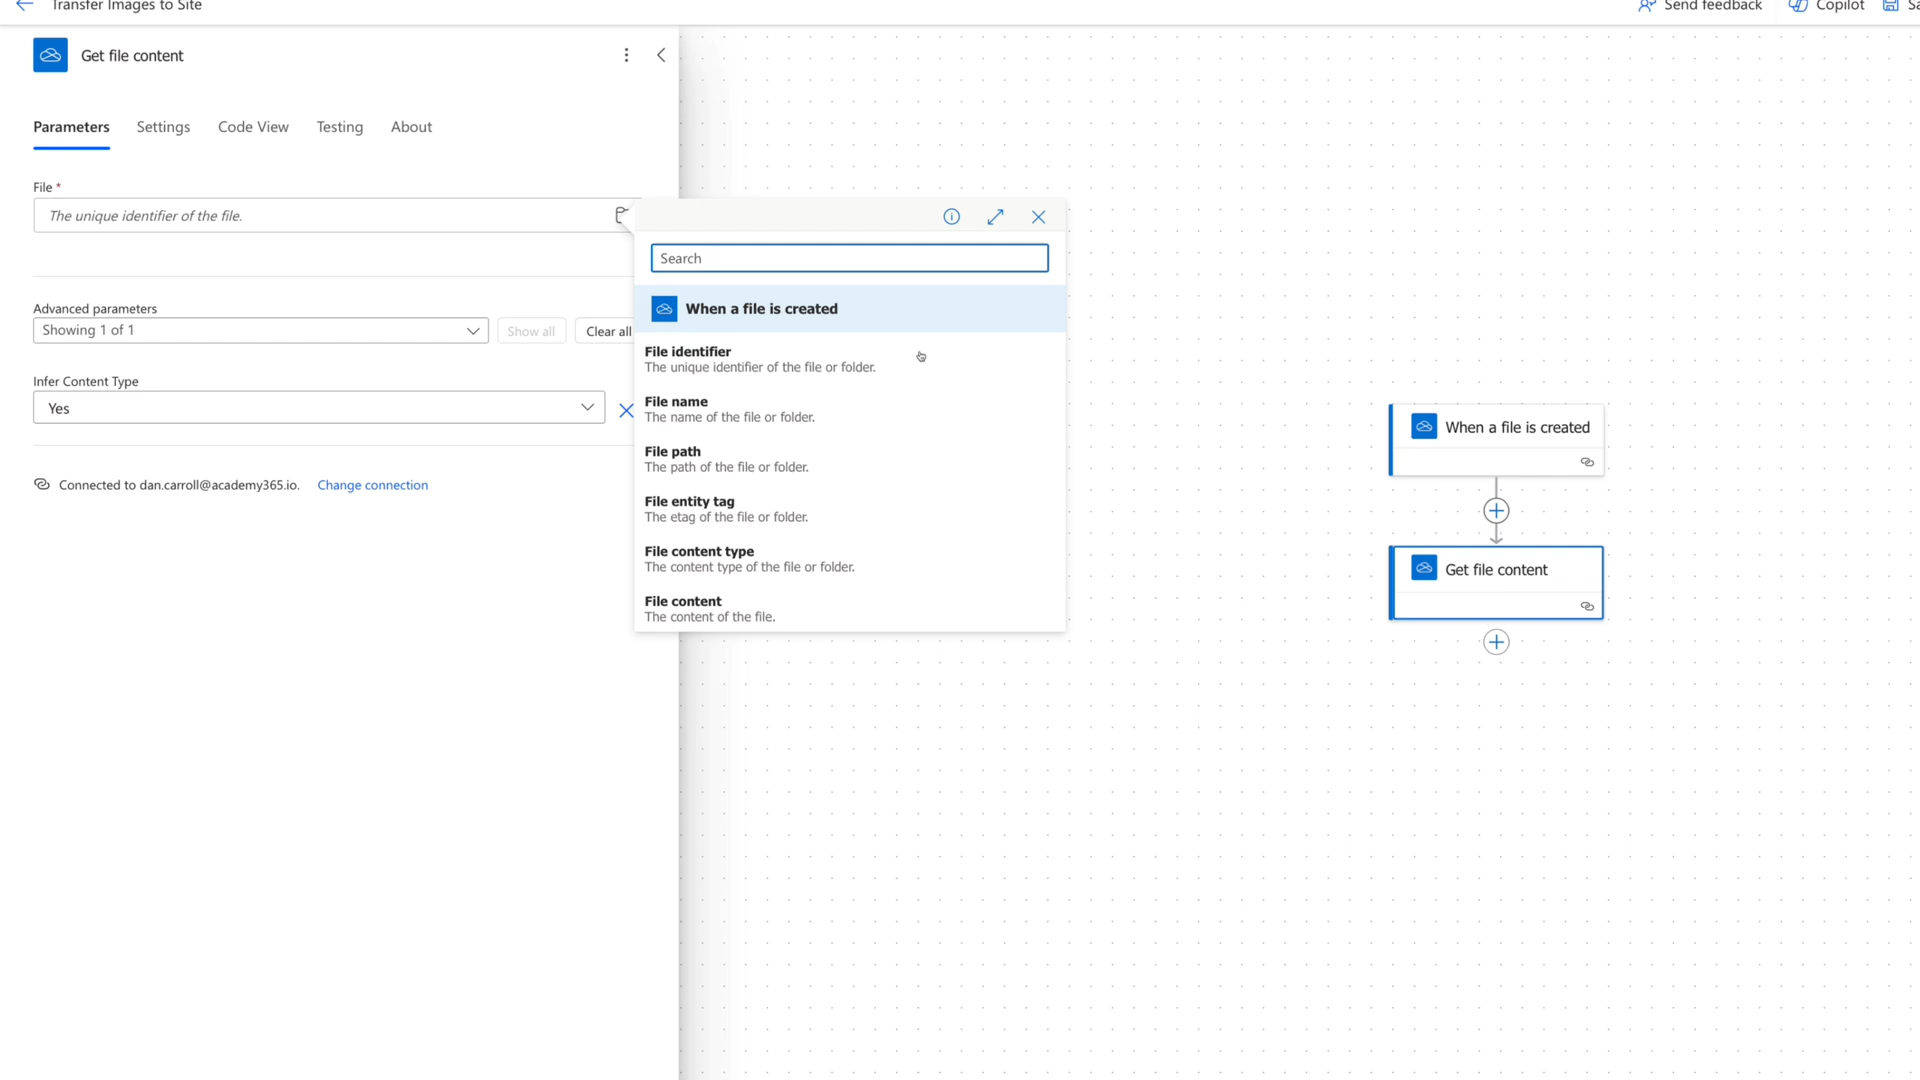 Transfer Images to Site
Send feedback
Copilot
Get file content
Parameters
Settings
Code View
Testing
About
File *
The unique identifier of the file.
Advanced parameters
Showing 1 of 1
Show all
Clear all
Infer Content Type
Yes
Connected to dan.carroll@academy365.io.
Change connection
Search
When a file is created
File identifier
The unique identifier of the file or folder.
File name
The name of the file or folder.
File path
The path of the file or folder.
File entity tag
The etag of the file or folder.
File content type
The content type of the file or folder.
File content
The content of the file.
When a file is created
Get file content